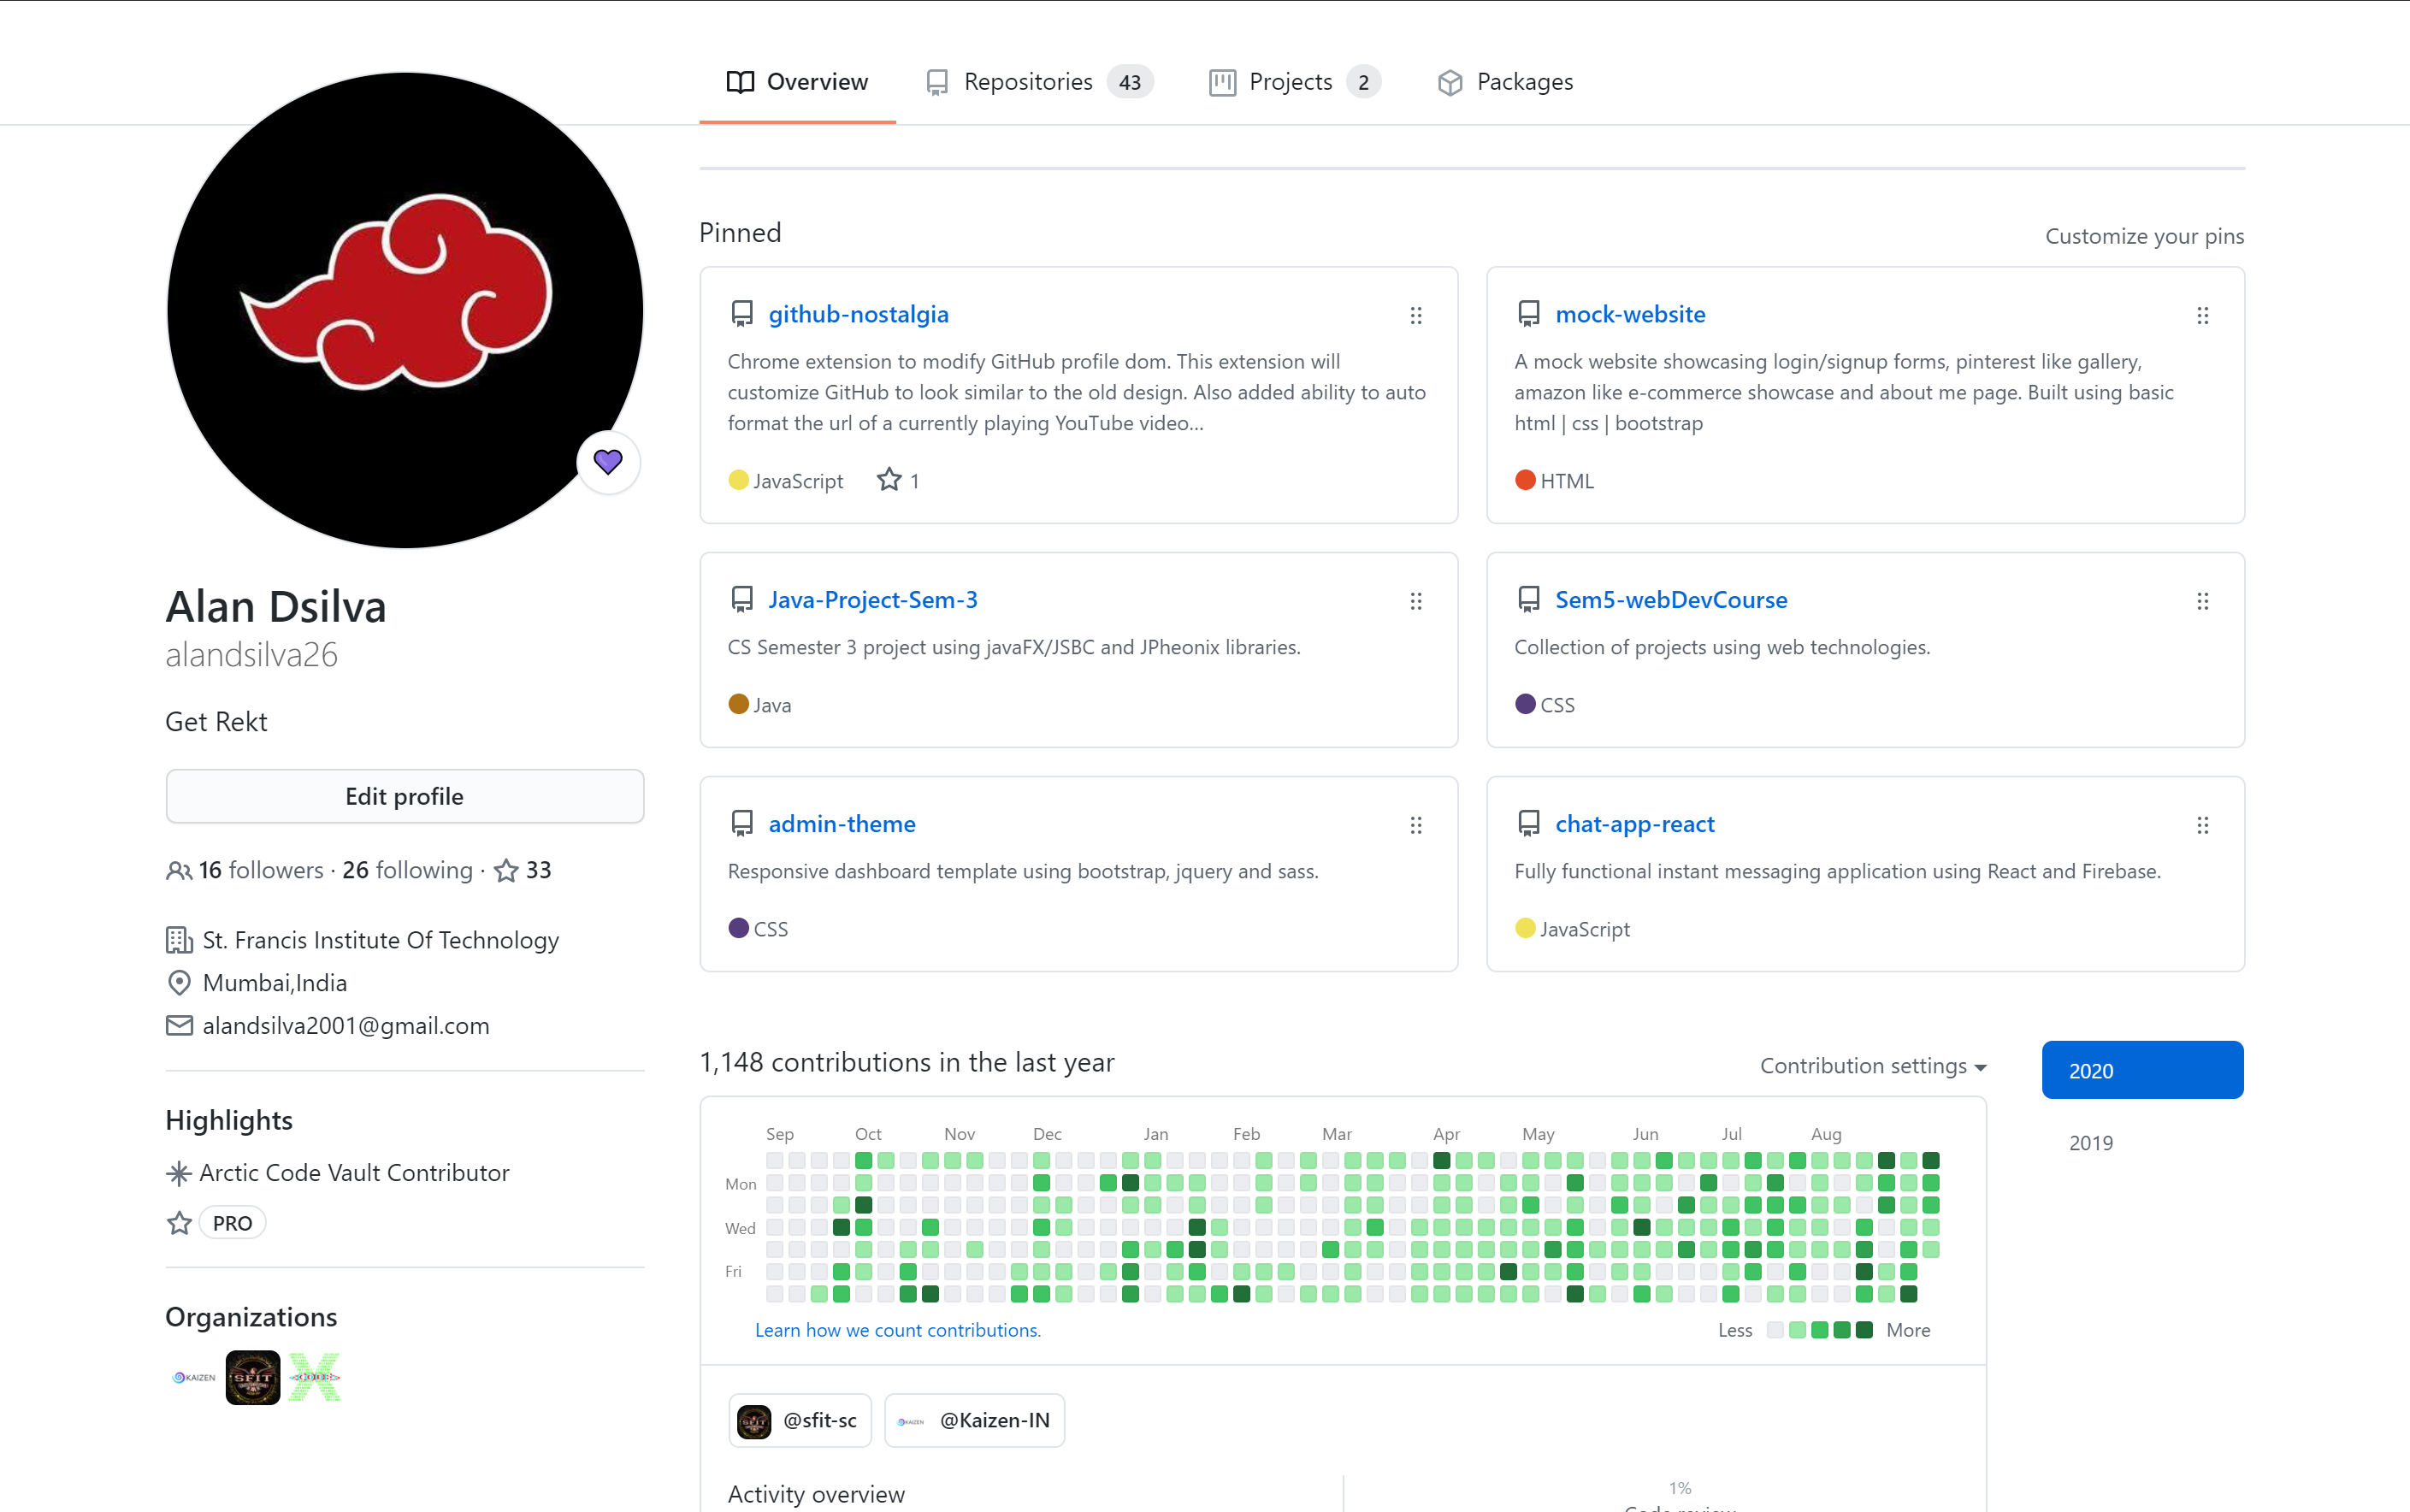 Overview Repositories 43 Projects 2 Packages
Alan Dsilva
alandsilva26
Get Rekt
Edit profile
16 followers · 26 following · 33
St. Francis Institute Of Technology
Mumbai,India
alandsilva2001@gmail.com
Highlights
Arctic Code Vault Contributor
PRO
Organizations
KAIZEN SFIT CODE
Pinned
Customize your pins
github-nostalgia
Chrome extension to modify GitHub profile dom. This extension will
customize GitHub to look similar to the old design. Also added ability to auto
format the url of a currently playing YouTube video...
JavaScript 1
mock-website
A mock website showcasing login/signup forms, pinterest like gallery,
amazon like e-commerce showcase and about me page. Built using basic
html | css | bootstrap
HTML
Java-Project-Sem-3
CS Semester 3 project using javaFX/JSBC and JPheonix libraries.
Java
Sem5-webDevCourse
Collection of projects using web technologies.
CSS
admin-theme
Responsive dashboard template using bootstrap, jquery and sass.
CSS
chat-app-react
Fully functional instant messaging application using React and Firebase.
JavaScript
1,148 contributions in the last year
Contribution settings
2020
2019
Sep Oct Nov Dec Jan Feb Mar Apr May Jun Jul Aug
Mon
Wed
Fri
Learn how we count contributions.
Less More
@sfit-sc @Kaizen-IN
Activity overview
1%
Code review